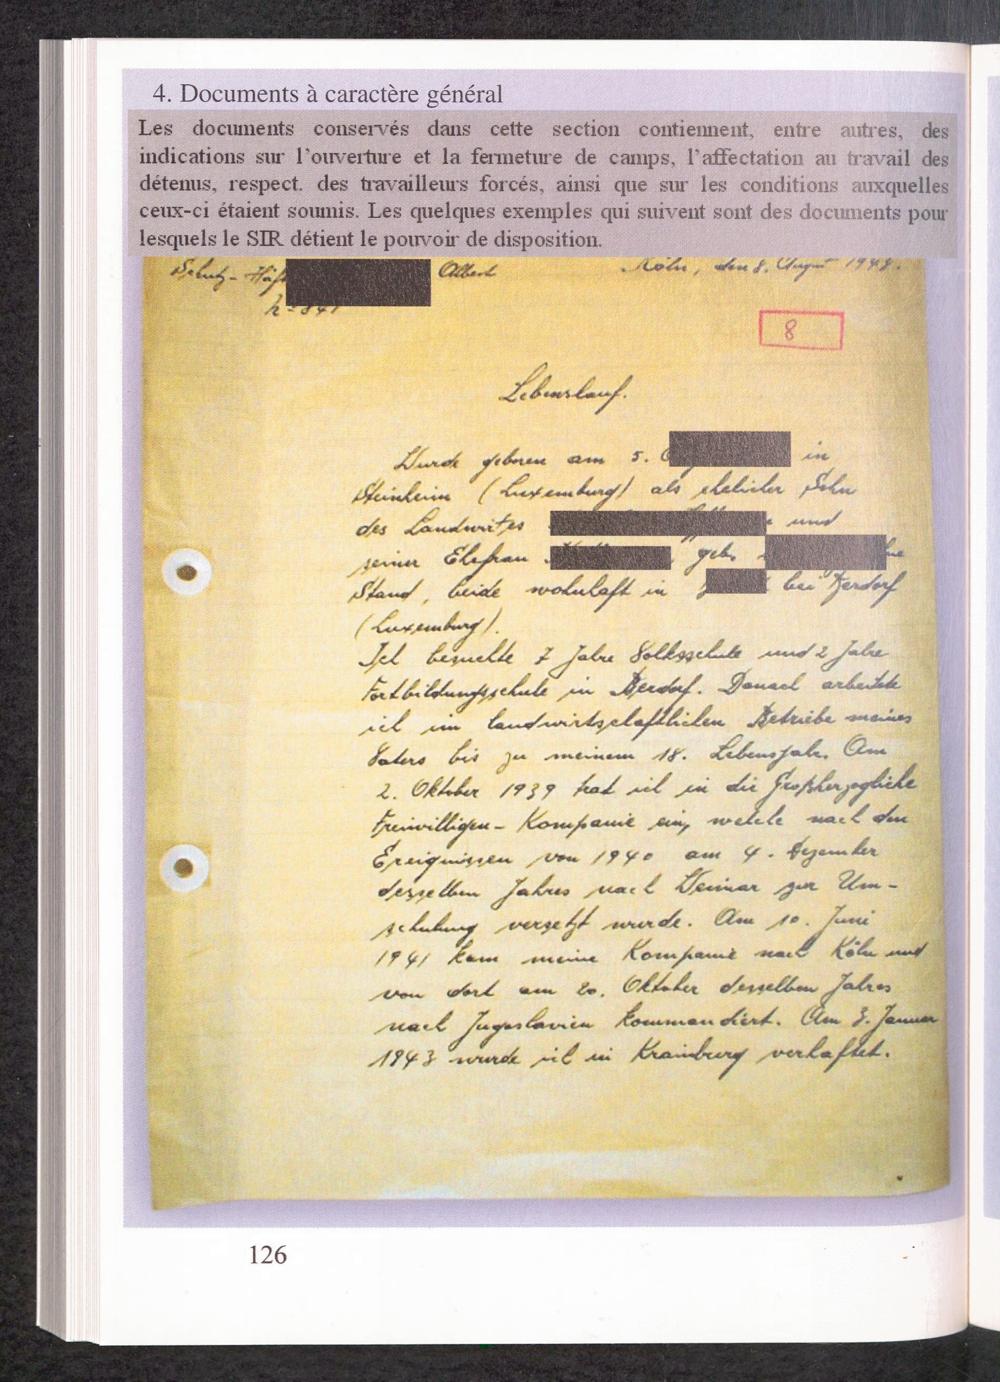 4. Documents à caractère général
Les documents conservés dans cette section contiennent, entre autres, des
indications sur l'ouverture et la fermeture de camps, l'affectation au travail des
détenus, respect. des travailleurs forcés, ainsi que sur les conditions auxquelles
ceux-ci étaient soumis. Les quelques exemples qui suivent sont des documents pour
lesquels le SIR détient le pouvoir de disposition.
Schutz-Häft Albert Köln, den 8. August
8
Lebenslauf.
Wurde geboren am 5. in
Steinheim (Luxemburg) als ehelicher Sohn
des Landwirtes und
seiner Ehefrau geb.
Stand, beide wohnhaft in bei Berdorf
(Luxemburg).
Ich besuchte 7 Jahre Volksschule und 2 Jahre
Fortbildungsschule in Berdorf. Danach arbeitete
ich im landwirtschaftlichen Betriebe meines
Vaters bis zu meinem 18. Lebensjahr. Am
2. Oktober 1939 trat ich in die Großherzogliche
Freiwilligen-Kompanie ein, welche nach den
Ereignissen von 1940 am 4. Dezember
desselben Jahres nach Weimar zur Um-
schulung versetzt wurde. Am 10. Juni
1941 kam meine Kompanie nach Köln und
von dort am 20. Oktober desselben Jahres
nach Jugoslavien kommandiert. Am 3. Januar
1943 wurde ich in Krainburg verhaftet.
126